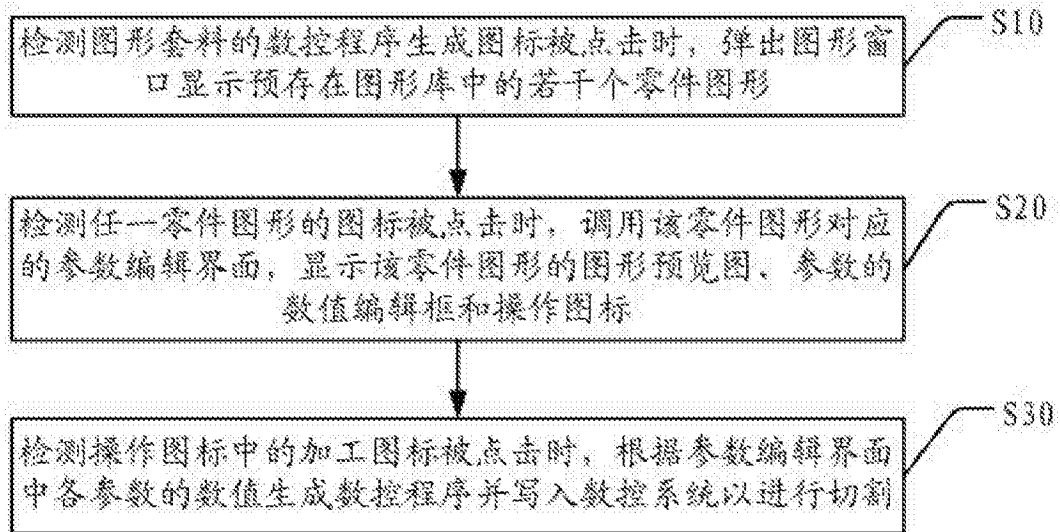 检测图形套料的数控程序生成图标被点击时，弹出图形窗
口显示预存在图形库中的若干个零件图形
S10
检测任一零件图形的图标被点击时，调用该零件图形对应
的参数编辑界面，显示该零件图形的图形预览图、参数的
数值编辑框和操作图标
S20
检测操作图标中的加工图标被点击时，根据参数编辑界面
中各参数的数值生成数控程序并写入数控系统以进行切割
S30